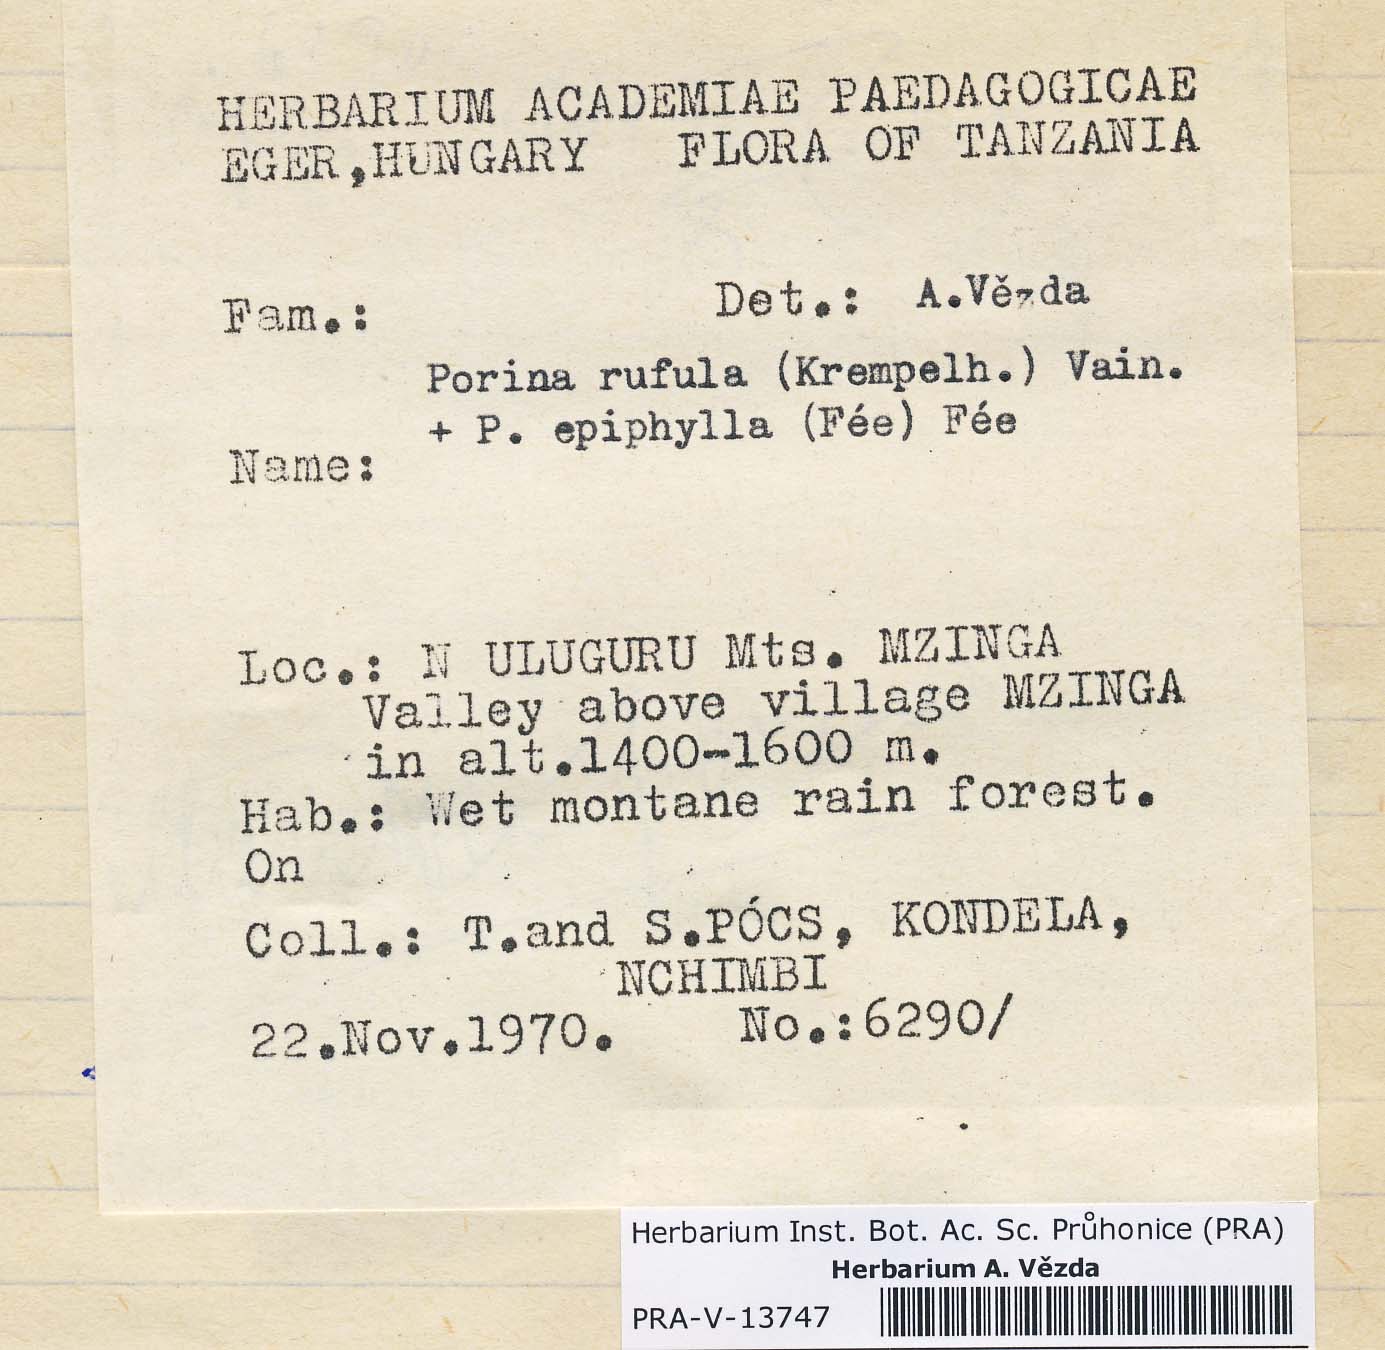 HERBARIUM ACADEMIAE PAEDAGOGICAE
EGER,HUNGARY FLORA OF TANZANIA
Fam.: Det.: A.Vězda
Porina rufula (Krempelh.) Vain.
+ P. epiphylla (Fée) Fée
Name:
Loc.: N ULUGURU Mts. MZINGA
Valley above village MZINGA
in alt.1400-1600 m.
Hab.: Wet montane rain forest.
On
Coll.: T.and S.PÓCS, KONDELA,
NCHIMBI
22.Nov.1970. No.:6290/
Herbarium Inst. Bot. Ac. Sc. Průhonice (PRA)
Herbarium A. Vězda
PRA-V-13747